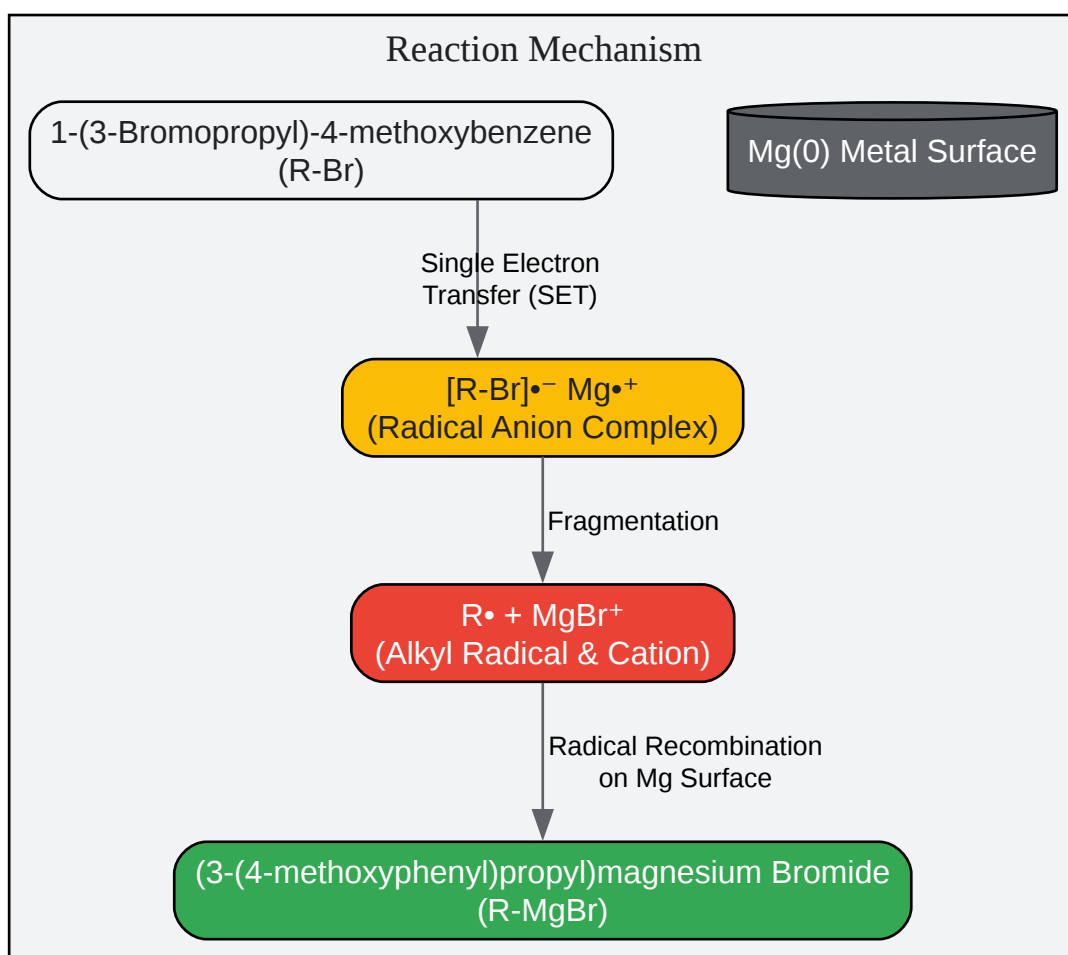 Reaction Mechanism
1-(3-Bromopropyl)-4-methoxybenzene
(R-Br)
Mg(0) Metal Surface
Single Electron
Transfer (SET)
[R-Br]•⁻ Mg•⁺
(Radical Anion Complex)
Fragmentation
R• + MgBr⁺
(Alkyl Radical & Cation)
Radical Recombination
on Mg Surface
(3-(4-methoxyphenyl)propyl)magnesium Bromide
(R-MgBr)